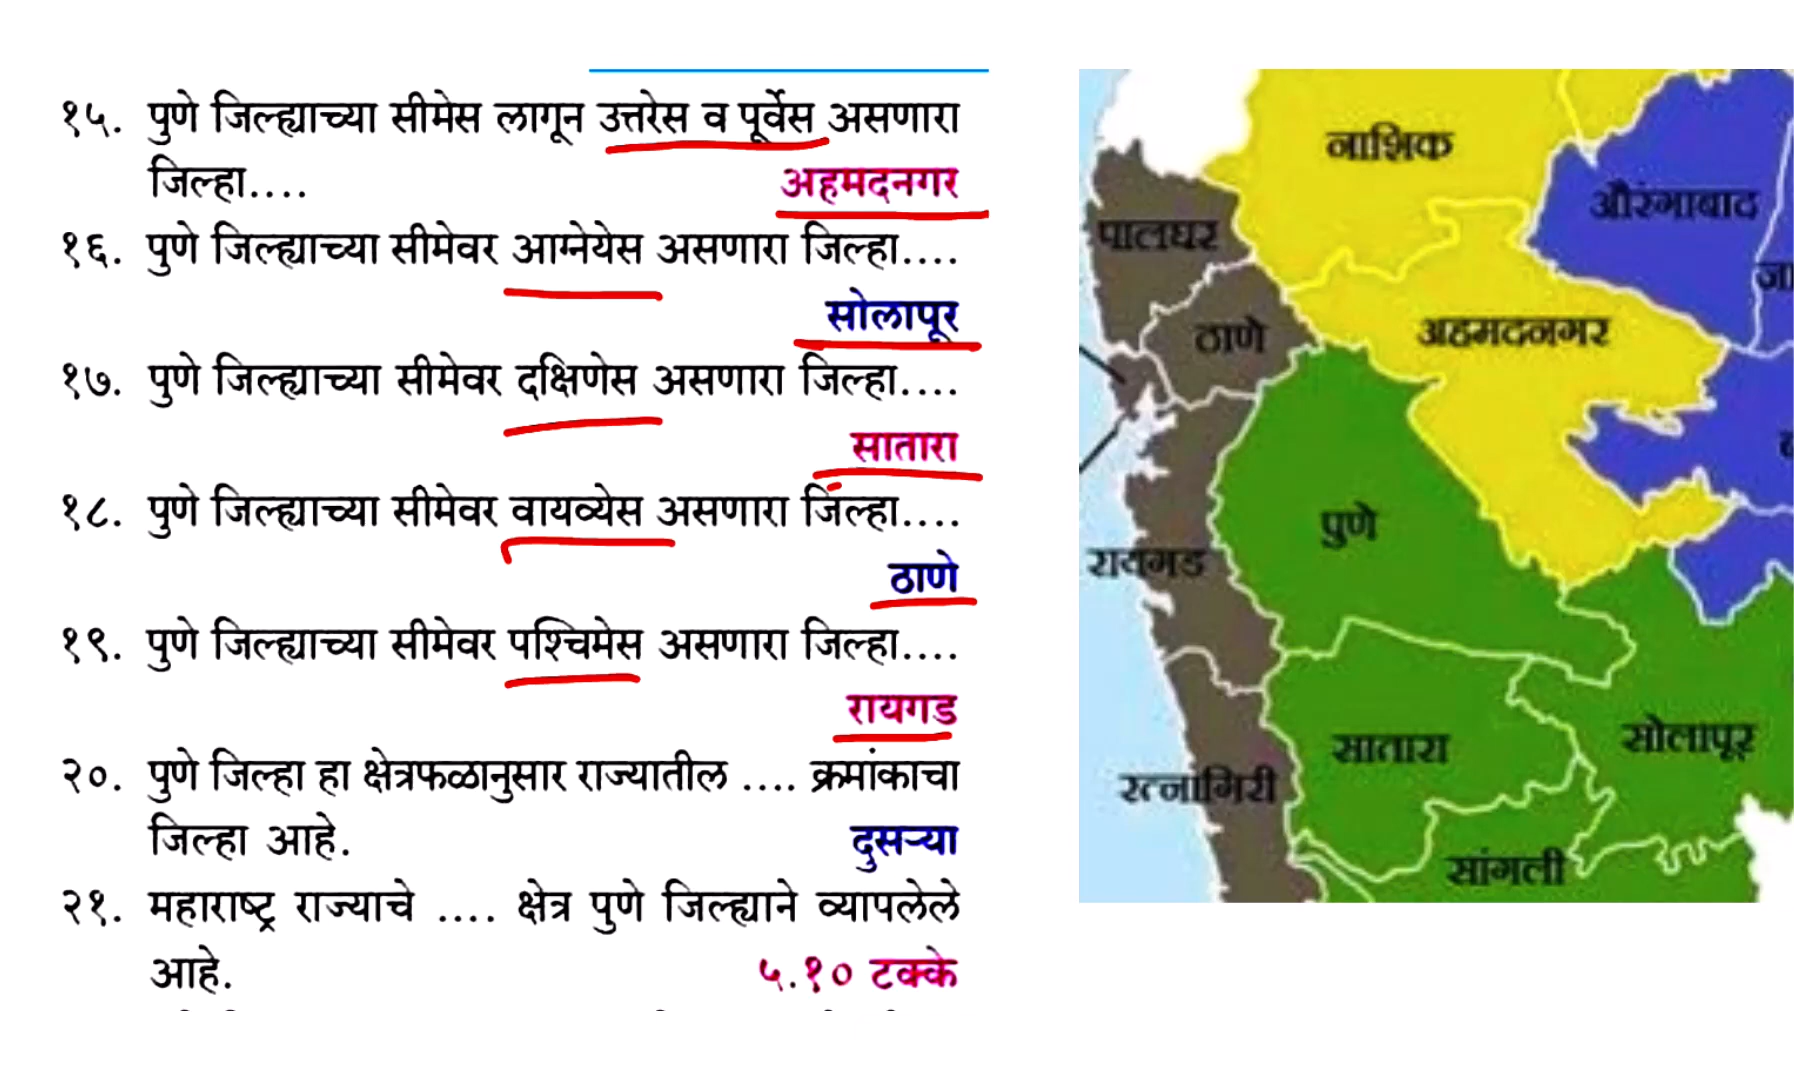 १५. पुणे जिल्ह्याच्या सीमेस लागून उत्तरेस व पूर्वेस असणारा
जिल्हा.... अहमदनगर
१६. पुणे जिल्ह्याच्या सीमेवर आग्नेयेस असणारा जिल्हा....
सोलापूर
१७. पुणे जिल्ह्याच्या सीमेवर दक्षिणेस असणारा जिल्हा....
सातारा
१८. पुणे जिल्ह्याच्या सीमेवर वायव्येस असणारा जिल्हा....
ठाणे
१९. पुणे जिल्ह्याच्या सीमेवर पश्चिमेस असणारा जिल्हा....
रायगड
२०. पुणे जिल्हा हा क्षेत्रफळानुसार राज्यातील .... क्रमांकाचा
जिल्हा आहे. दुसऱ्या
२१. महाराष्ट्र राज्याचे .... क्षेत्र पुणे जिल्ह्याने व्यापलेले
आहे. ५.१० टक्के
नाशिक
औरंगाबाद
पालघर
जा
ठाणे
अहमदनगर
पुणे
रायगड
सातारा
सोलापूर
रत्नागिरी
सांगली